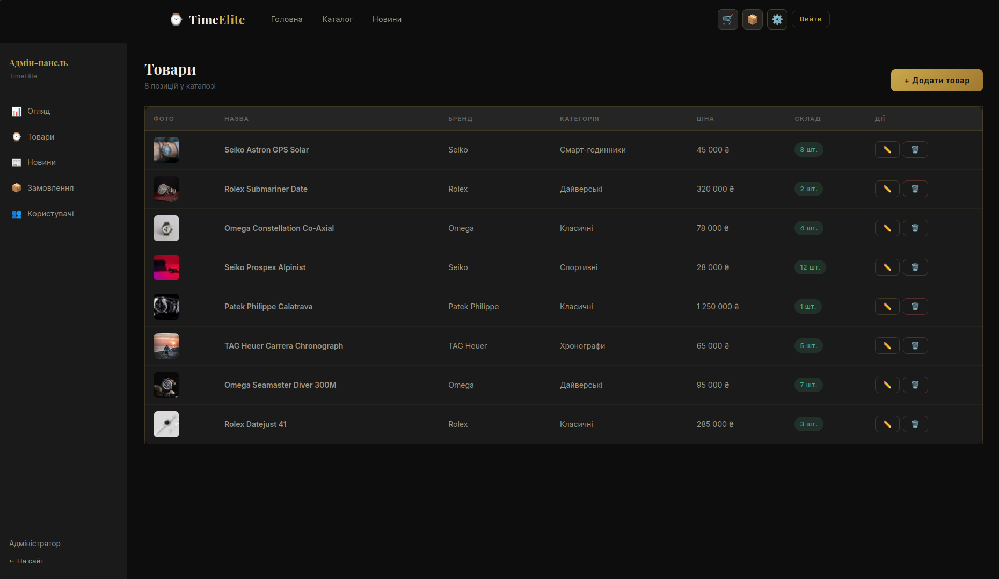 TimeElite
Головна Каталог Новини
Вийти
Адмін-панель
TimeElite
Огляд
Товари
Новини
Замовлення
Користувачі
Адміністратор
← На сайт
Товари
8 позицій у каталозі
+ Додати товар
ФОТО НАЗВА БРЕНД КАТЕГОРІЯ ЦІНА СКЛАД ДІЇ
Seiko Astron GPS Solar Seiko Смарт-годинники 45 000 ₴ 8 шт.
Rolex Submariner Date Rolex Дайверські 320 000 ₴ 2 шт.
Omega Constellation Co-Axial Omega Класичні 78 000 ₴ 4 шт.
Seiko Prospex Alpinist Seiko Спортивні 28 000 ₴ 12 шт.
Patek Philippe Calatrava Patek Philippe Класичні 1 250 000 ₴ 1 шт.
TAG Heuer Carrera Chronograph TAG Heuer Хронографи 65 000 ₴ 5 шт.
Omega Seamaster Diver 300M Omega Дайверські 95 000 ₴ 7 шт.
Rolex Datejust 41 Rolex Класичні 285 000 ₴ 3 шт.